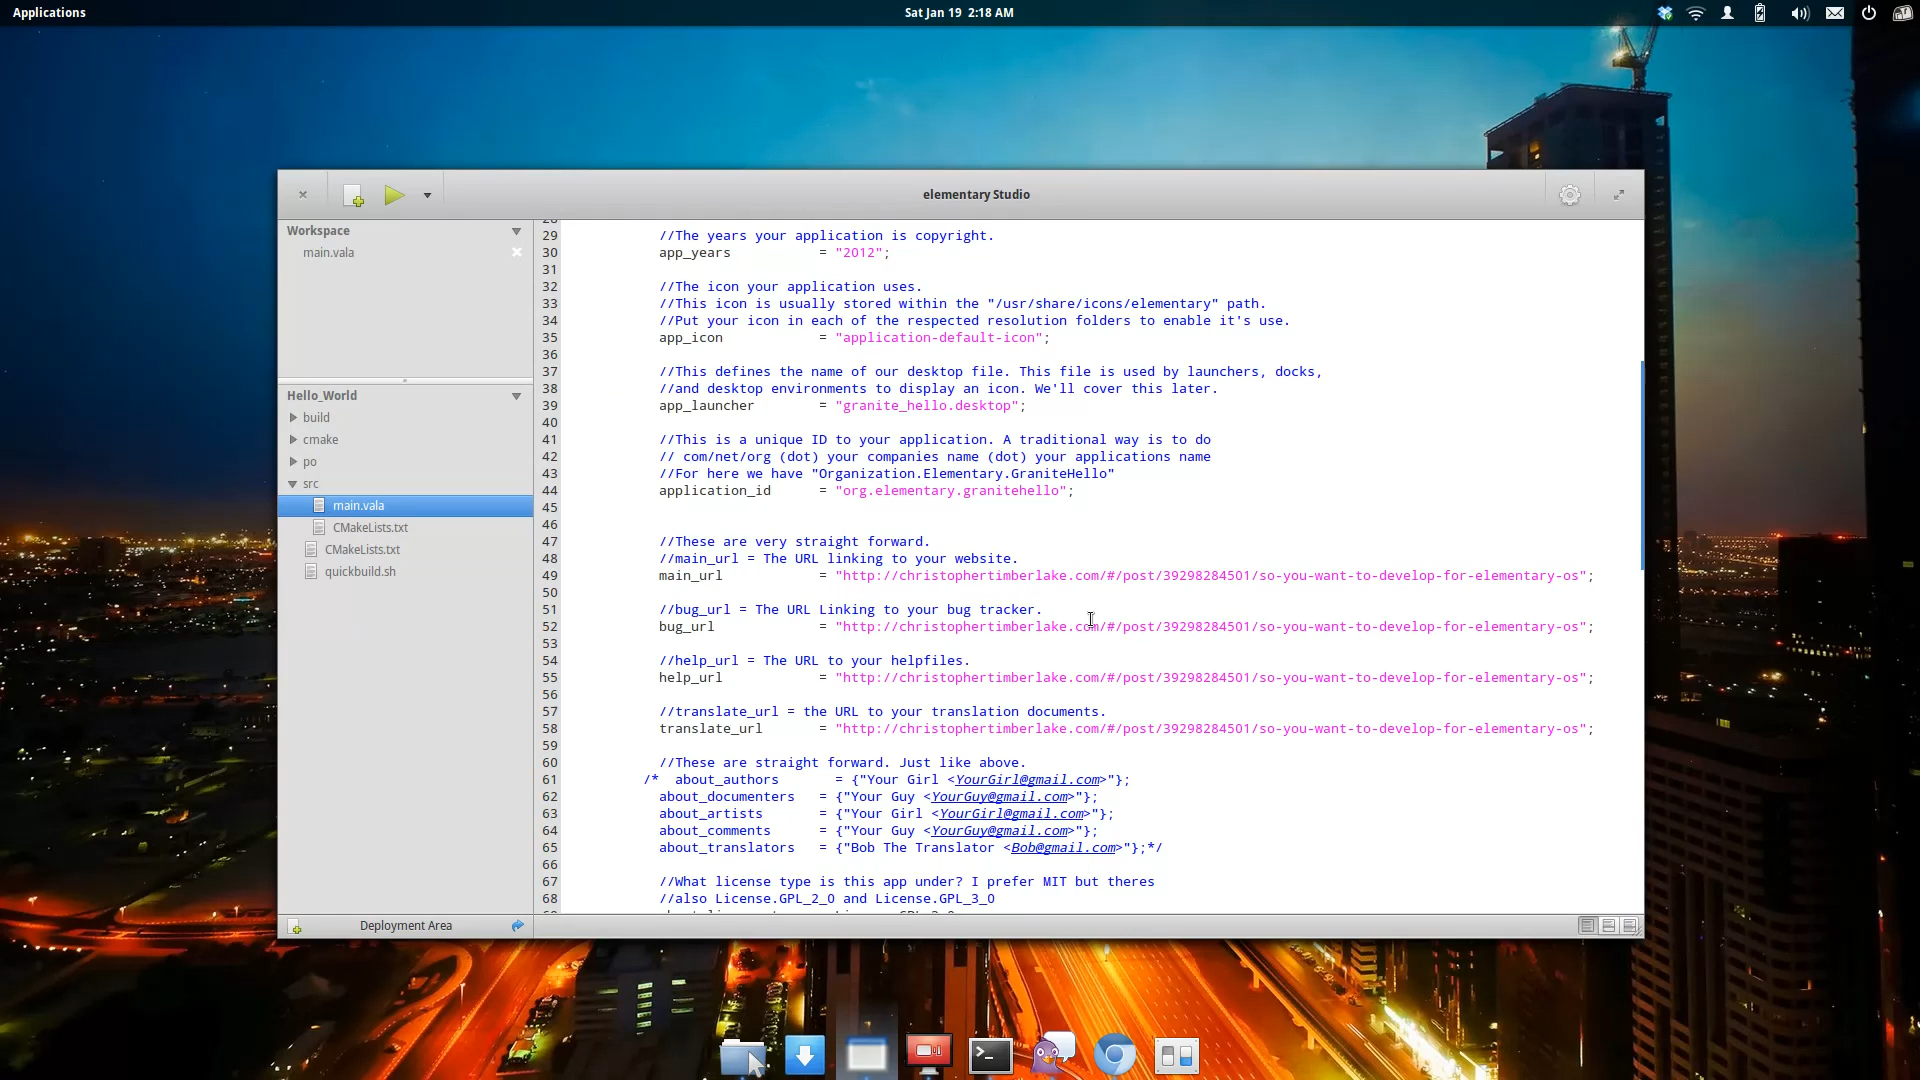 Applications
Sat Jan 19 2:18 AM
elementary Studio
Workspace
main.vala
Hello_World
build
cmake
po
src
main.vala
CMakeLists.txt
CMakeLists.txt
quickbuild.sh
Deployment Area
29 //The years your application is copyright.
30 app_years = "2012";
31
32 //The icon your application uses.
33 //This icon is usually stored within the "/usr/share/icons/elementary" path.
34 //Put your icon in each of the respected resolution folders to enable it's use.
35 app_icon = "application-default-icon";
36
37 //This defines the name of our desktop file. This file is used by launchers, docks,
38 //and desktop environments to display an icon. We'll cover this later.
39 app_launcher = "granite_hello.desktop";
40
41 //This is a unique ID to your application. A traditional way is to do
42 // com/net/org (dot) your companies name (dot) your applications name
43 //For here we have "Organization.Elementary.GraniteHello"
44 application_id = "org.elementary.granitehello";
45
46
47 //These are very straight forward.
48 //main_url = The URL linking to your website.
49 main_url = "http://christophertimberlake.com/#/post/39298284501/so-you-want-to-develop-for-elementary-os";
50
51 //bug_url = The URL Linking to your bug tracker.
52 bug_url = "http://christophertimberlake.com/#/post/39298284501/so-you-want-to-develop-for-elementary-os";
53
54 //help_url = The URL to your helpfiles.
55 help_url = "http://christophertimberlake.com/#/post/39298284501/so-you-want-to-develop-for-elementary-os";
56
57 //translate_url = the URL to your translation documents.
58 translate_url = "http://christophertimberlake.com/#/post/39298284501/so-you-want-to-develop-for-elementary-os";
59
60 //These are straight forward. Just like above.
61 /* about_authors = {"Your Girl <YourGirl@gmail.com>"};
62 about_documenters = {"Your Guy <YourGuy@gmail.com>"};
63 about_artists = {"Your Girl <YourGirl@gmail.com>"};
64 about_comments = {"Your Guy <YourGuy@gmail.com>"};
65 about_translators = {"Bob The Translator <Bob@gmail.com>"};*/
66
67 //What license type is this app under? I prefer MIT but theres
68 //also License.GPL_2_0 and License.GPL_3_0